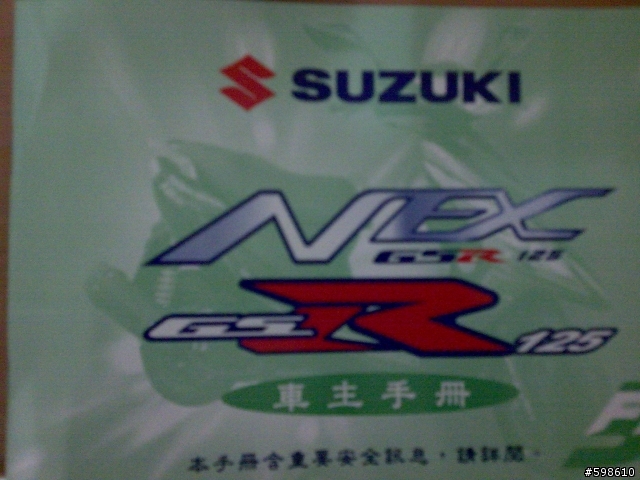 SUZUKI
NEX
GSR 125
GSR 125
車主手冊
本手冊含重要安全訊息，請詳閱。
#598610